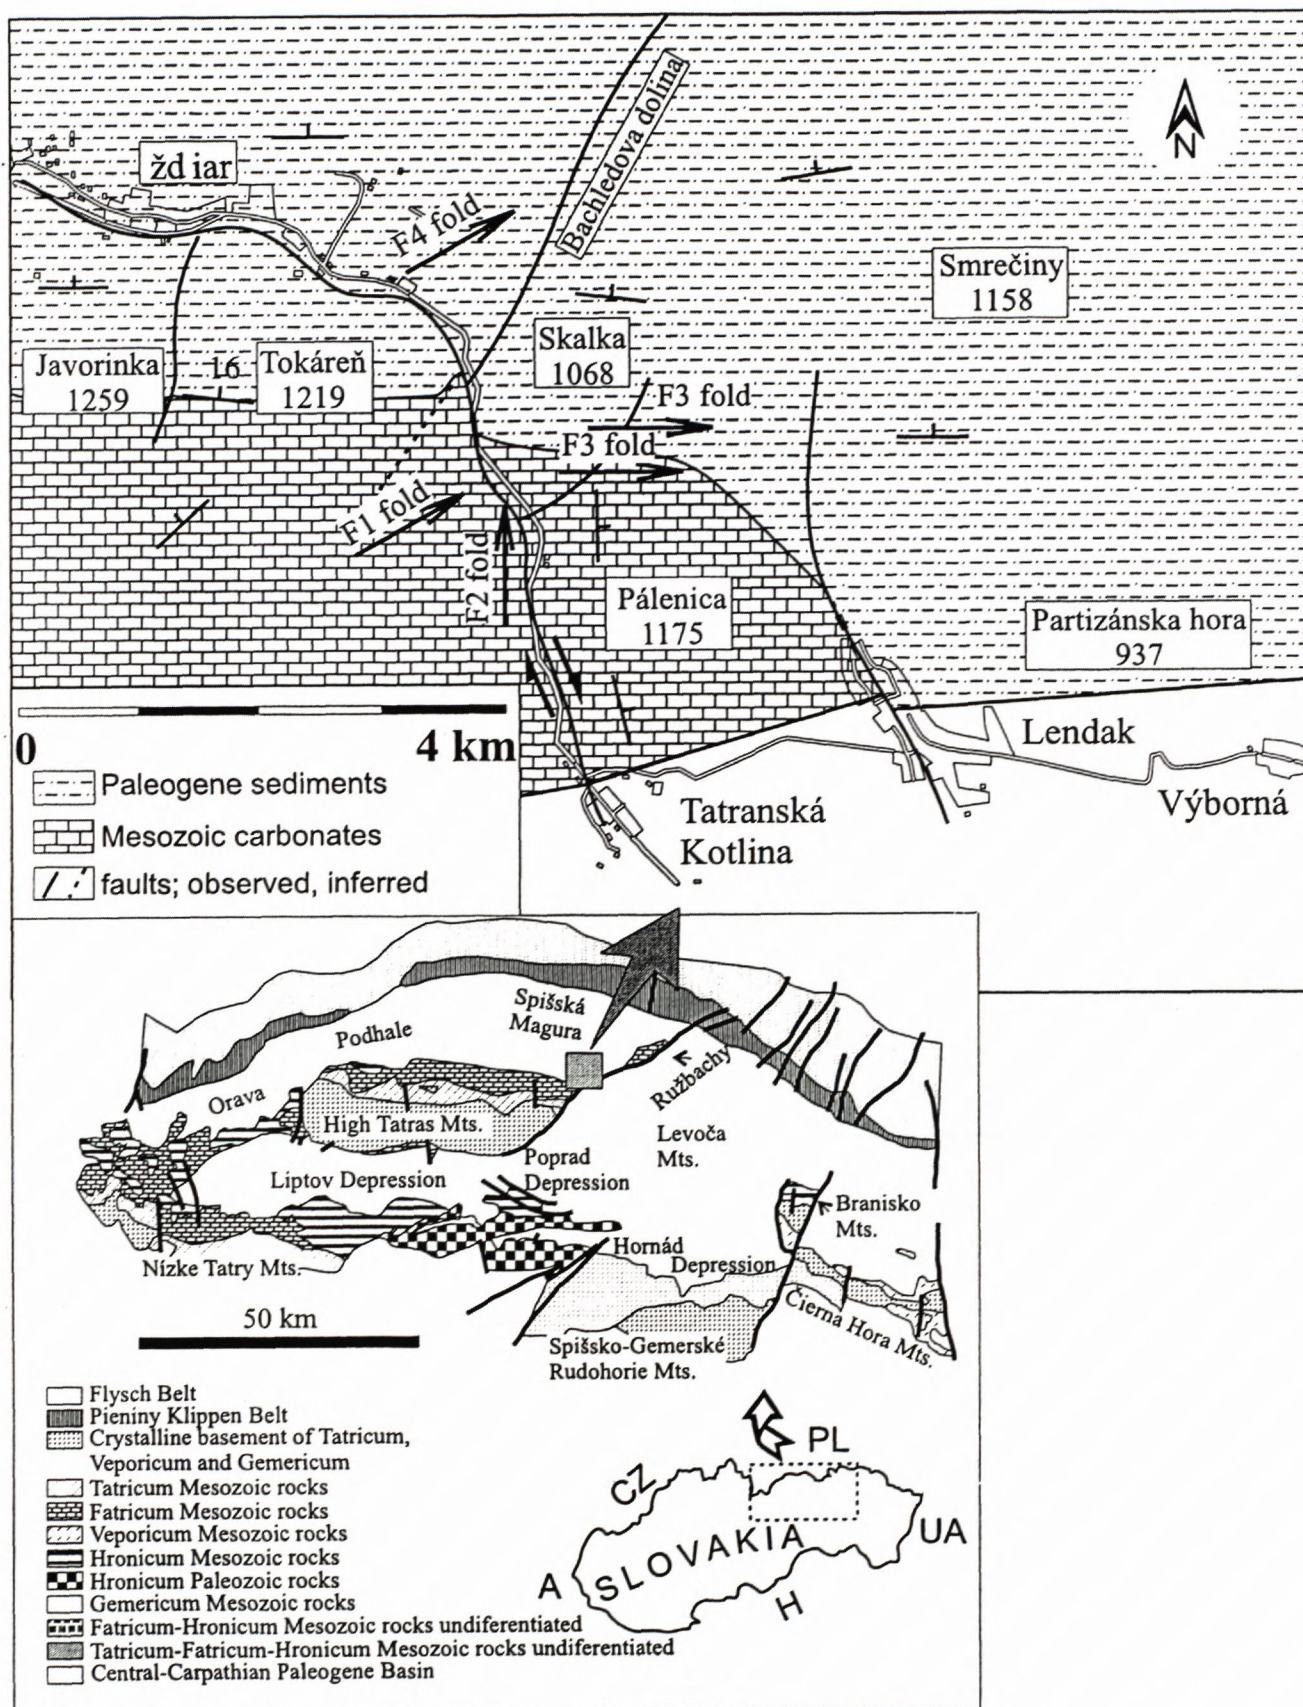 N
Bachledova dolina
žd iar
F4 fold
Smrečiny
1158
Skalka
1068
Javorinka
1259
16
Tokáreň
1219
F3 fold
F3 fold
F1 fold
F2 fold
Pálenica
1175
Partizánska hora
937
0
4 km
Lendak
Výborná
Tatranská
Kotlina
Paleogene sediments
Mesozoic carbonates
faults; observed, inferred
Spišská
Magura
Podhale
Orava
Ružbachy
High Tatras Mts.
Levoča
Mts.
Poprad
Depression
Liptov Depression
Branisko
Mts.
Hornád
Depression
Nízke Tatry Mts.
Čierna Hora Mts.
50 km
Spišsko-Gemerské
Rudohorie Mts.
Flysch Belt
Pieniny Klippen Belt
Crystalline basement of Tatricum,
Veporicum and Gemericum
Tatricum Mesozoic rocks
Fatricum Mesozoic rocks
Veporicum Mesozoic rocks
Hronicum Mesozoic rocks
Hronicum Paleozoic rocks
Gemericum Mesozoic rocks
Fatricum-Hronicum Mesozoic rocks undiferentiated
Tatricum-Fatricum-Hronicum Mesozoic rocks undiferentiated
Central-Carpathian Paleogene Basin
PL
CZ
UA
SLOVAKIA
A
H